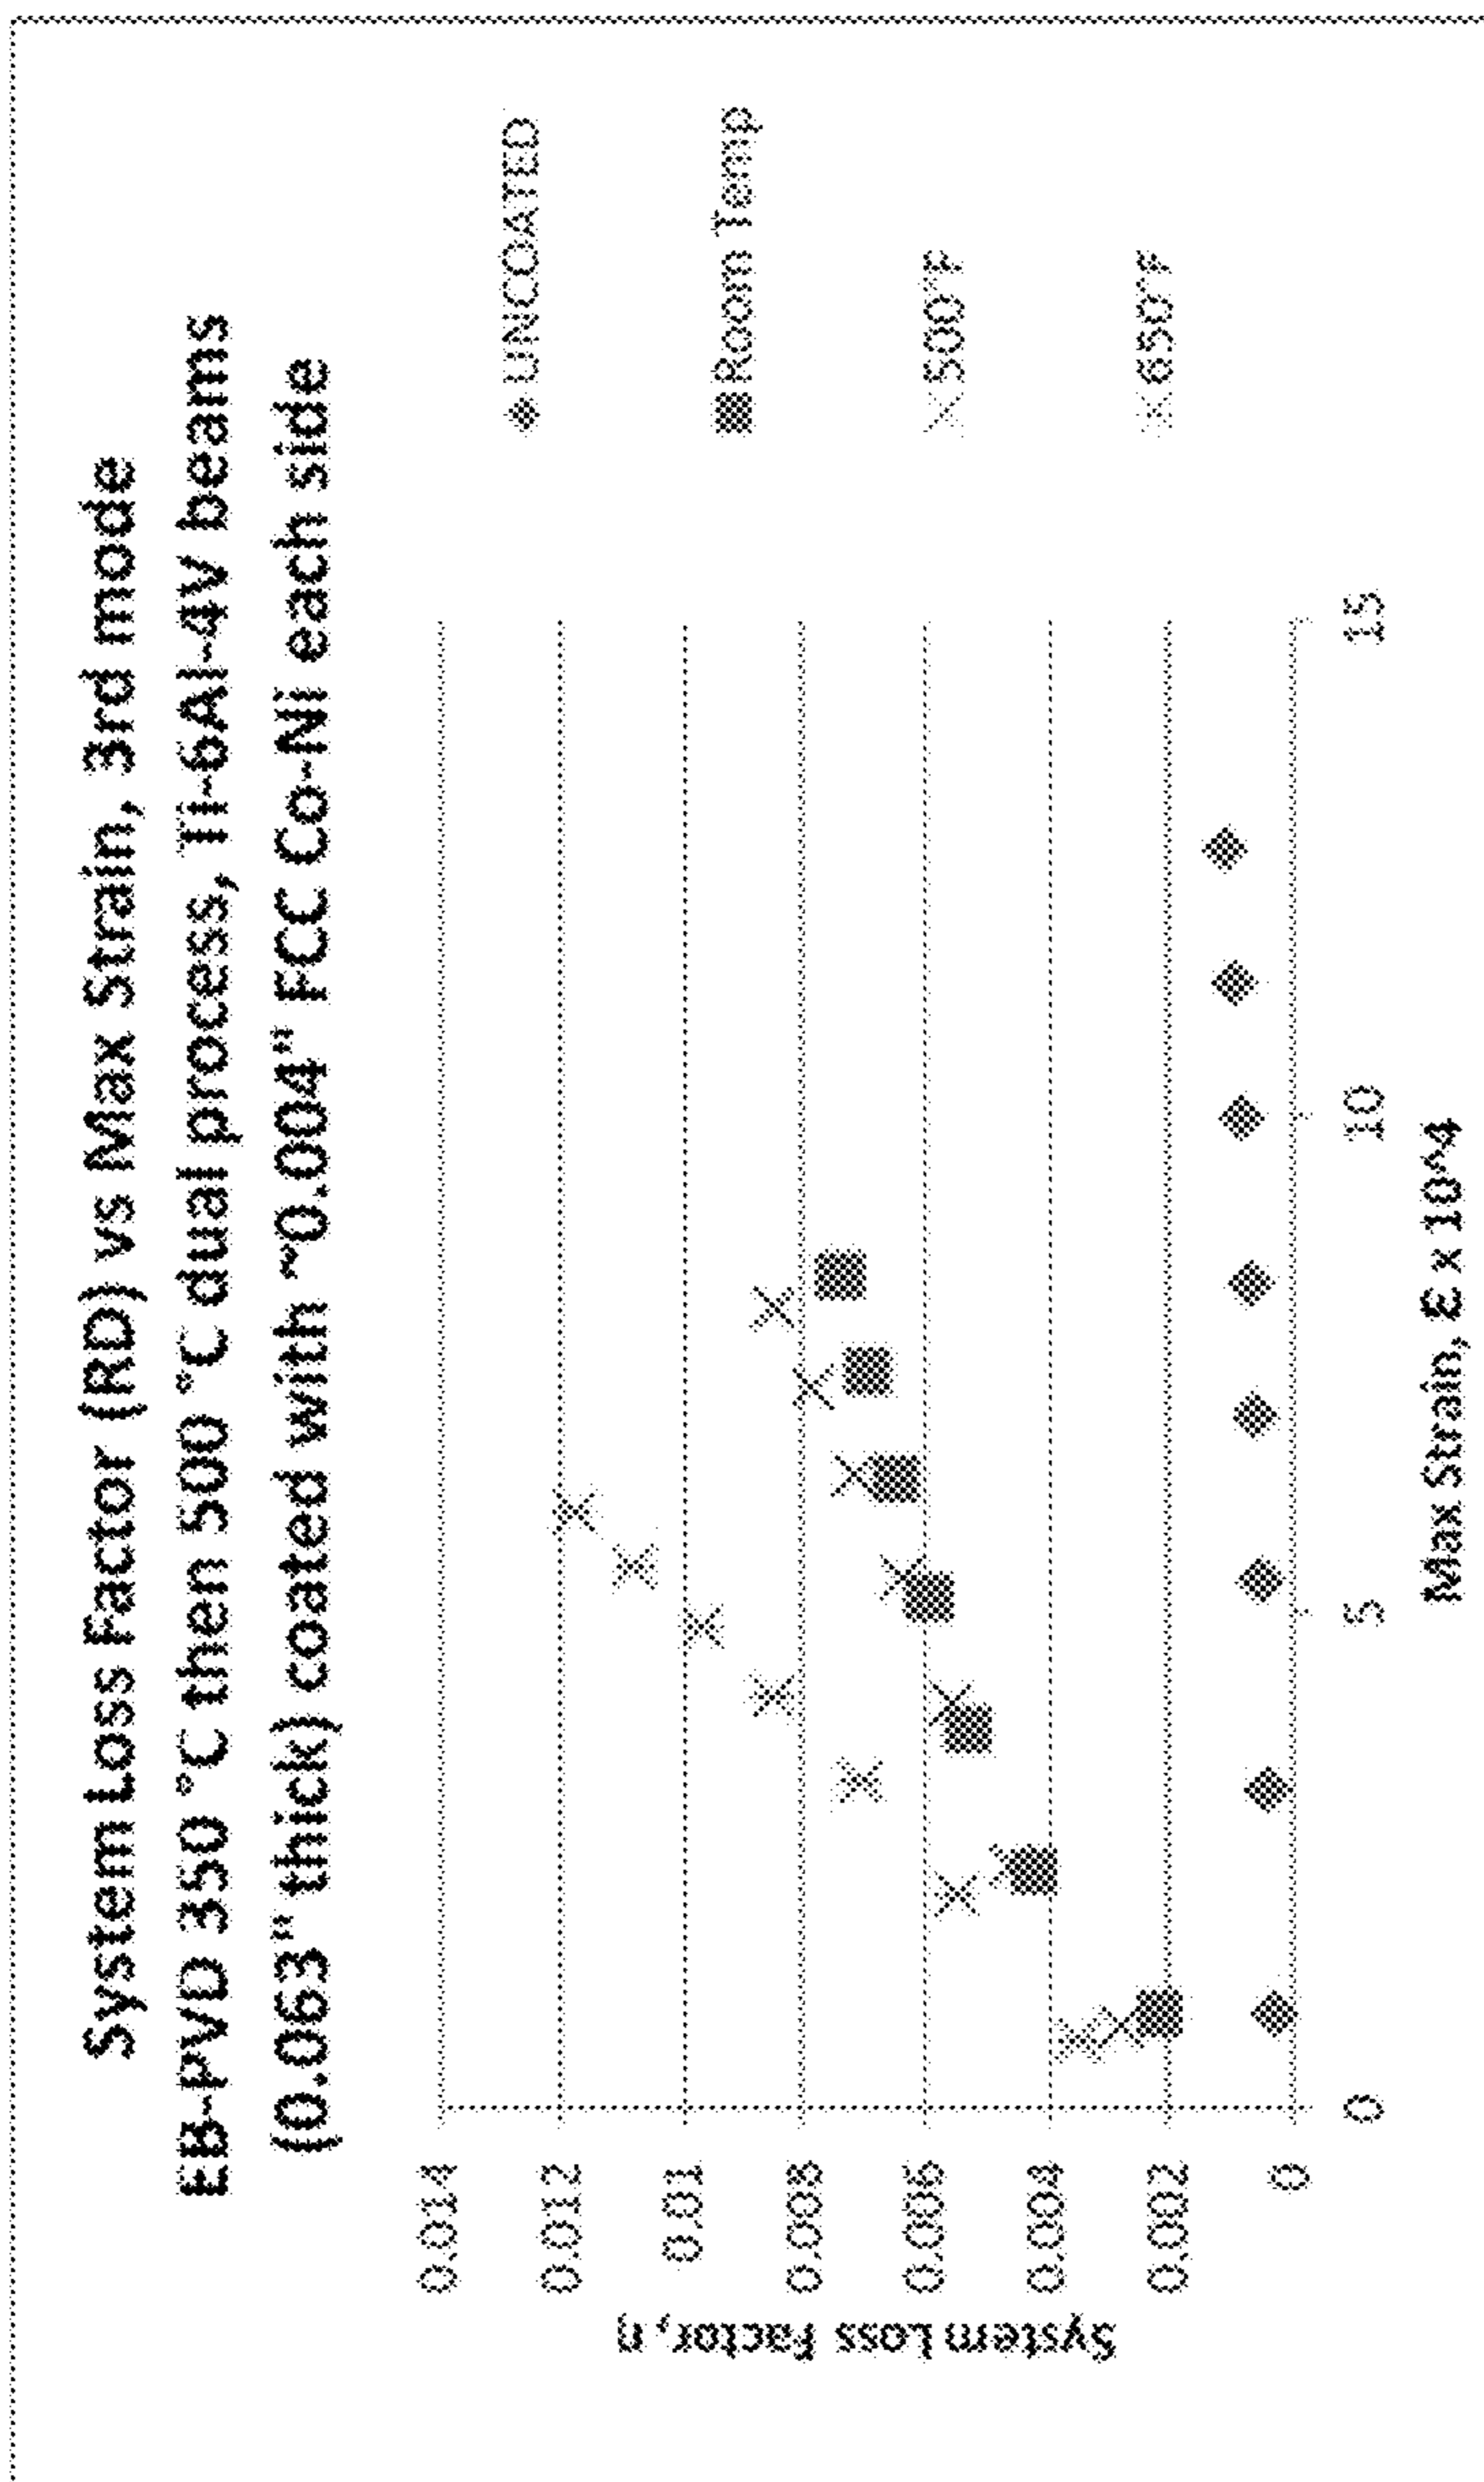 System Loss Factor (RD) vs Max Strain, 3rd mode
EB-PVD 350 °C then 500 °C dual process, Ti-6Al-4V beams
(0.063" thick) coated with ~0.004" FCC Co-Ni each side
System Loss Factor, η
0.014
0.012
0.01
0.008
0.006
0.004
0.002
0
0
5
10
15
Max Strain, ε x 10^4
UNCOATED
Room Temp
500°F
650°F